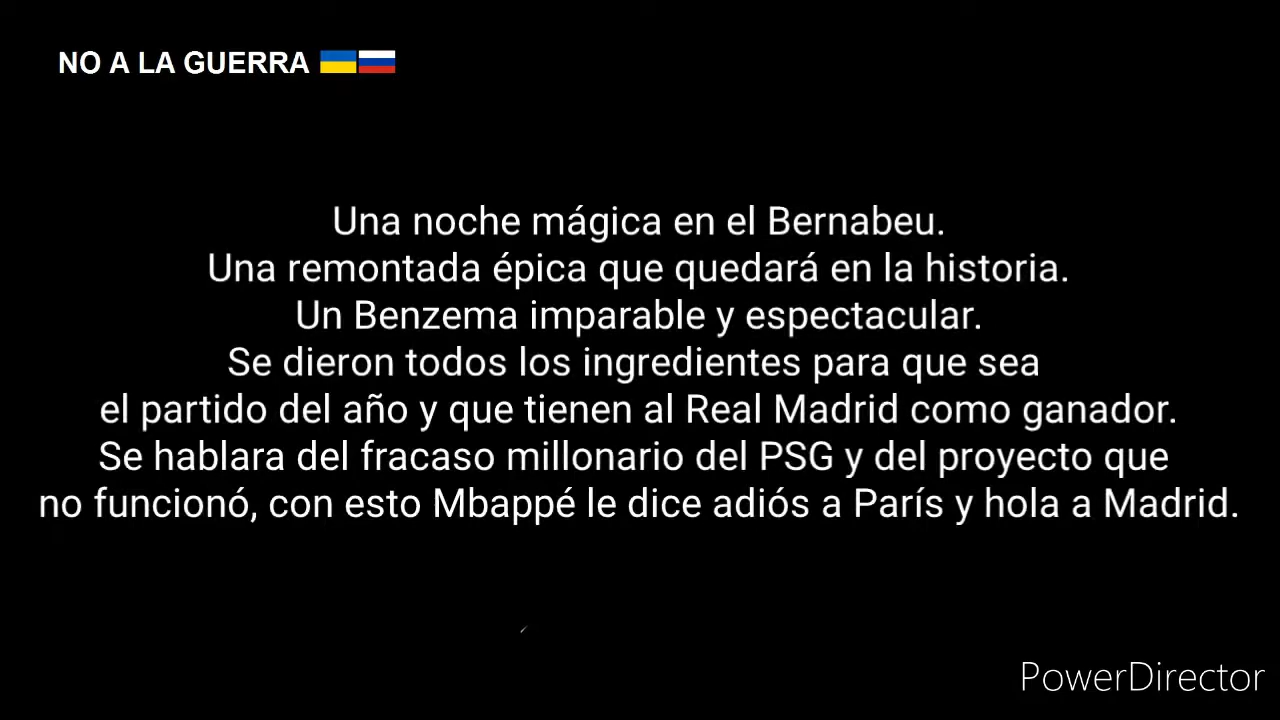 NO A LA GUERRA 🇺🇦🇷🇺
Una noche mágica en el Bernabeu.
Una remontada épica que quedará en la historia.
Un Benzema imparable y espectacular.
Se dieron todos los ingredientes para que sea
el partido del año y que tienen al Real Madrid como ganador.
Se hablara del fracaso millonario del PSG y del proyecto que
no funcionó, con esto Mbappé le dice adiós a París y hola a Madrid.
PowerDirector